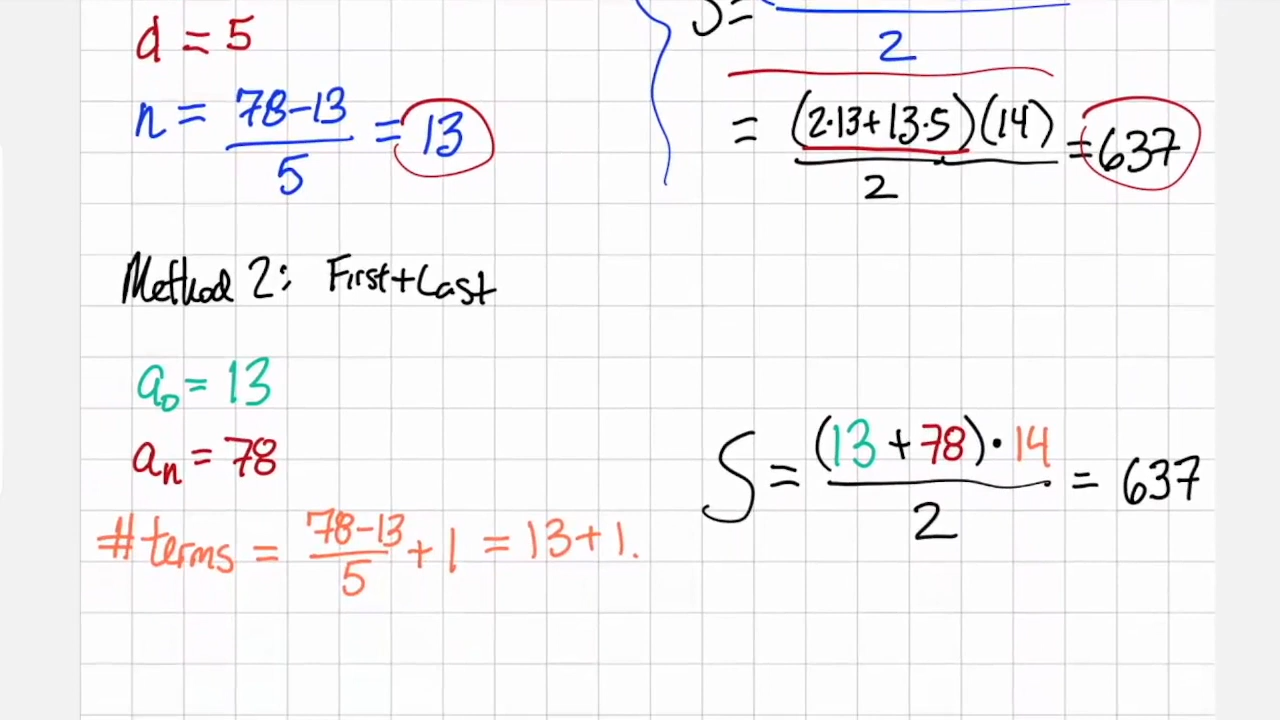 d = 5
n = 78-13 / 5 = 13
S =
2
= (2·13+13·5)(14) / 2 = 637
Method 2: First+Last
a₀ = 13
aₙ = 78
# terms = 78-13 / 5 + 1 = 13+1.
S = (13 + 78)·14 / 2 = 637